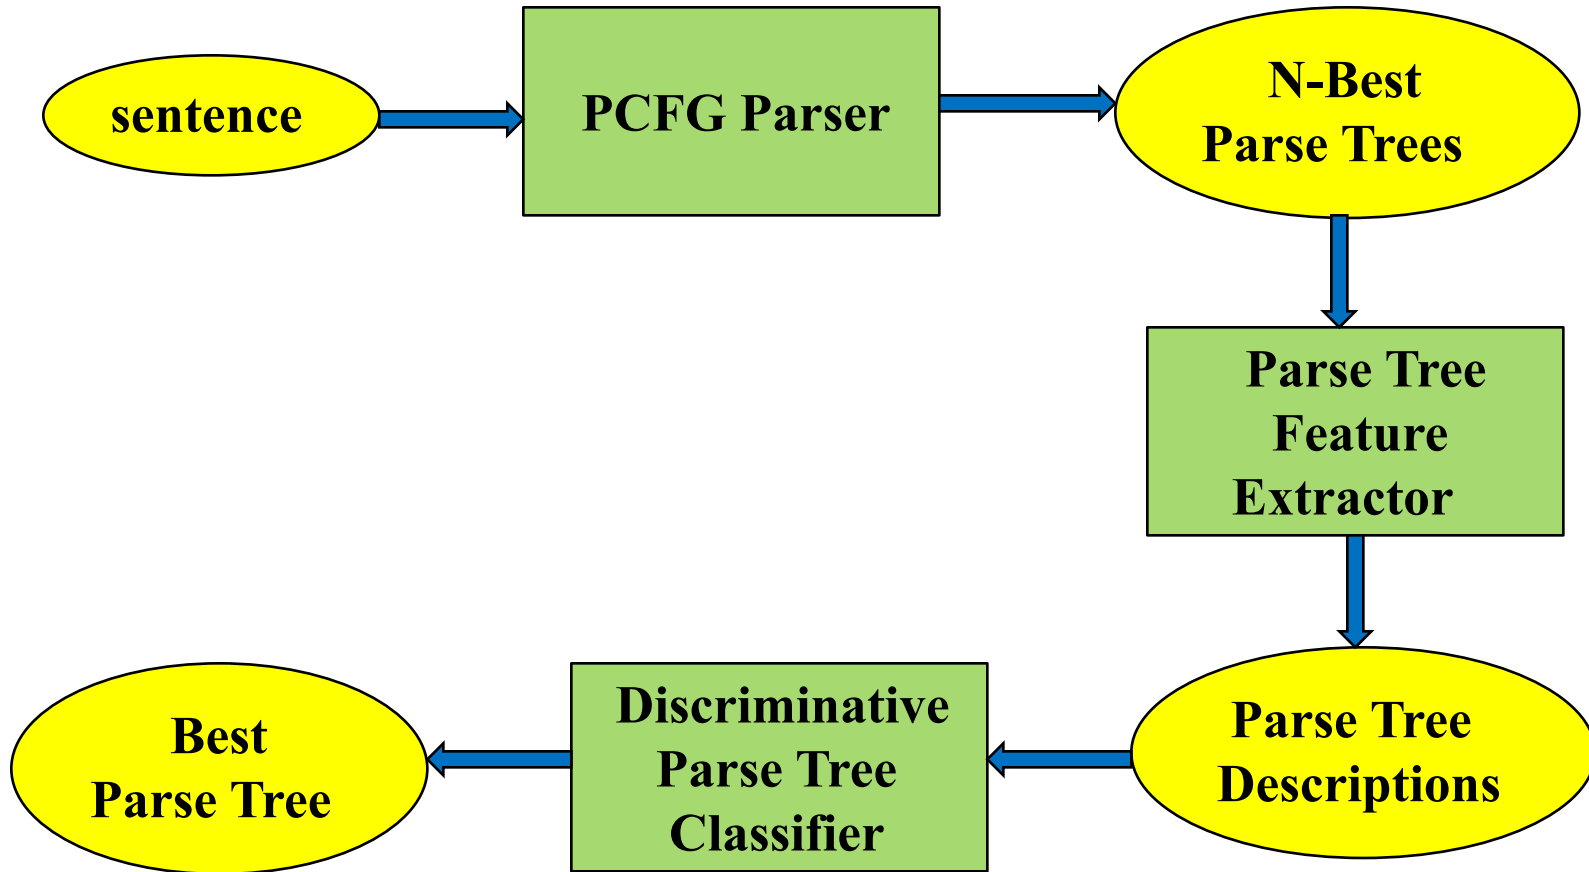 sentence
PCFG Parser
N-Best
Parse Trees
Parse Tree
Feature
Extractor
Parse Tree
Descriptions
Discriminative
Parse Tree
Classifier
Best
Parse Tree